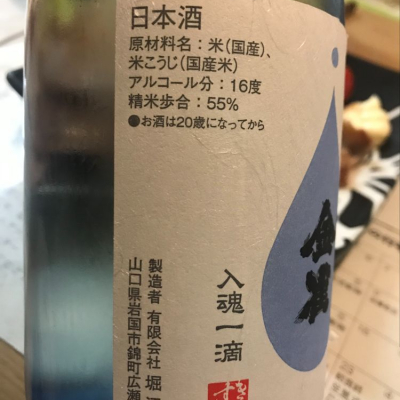 日本酒
原材料名：米（国産）、
米こうじ（国産米）
アルコール分：16度
精米歩合：55%
●お酒は20歳になってから
入魂一滴
製造者 有限会社 堀
山口県岩国市錦町広瀬